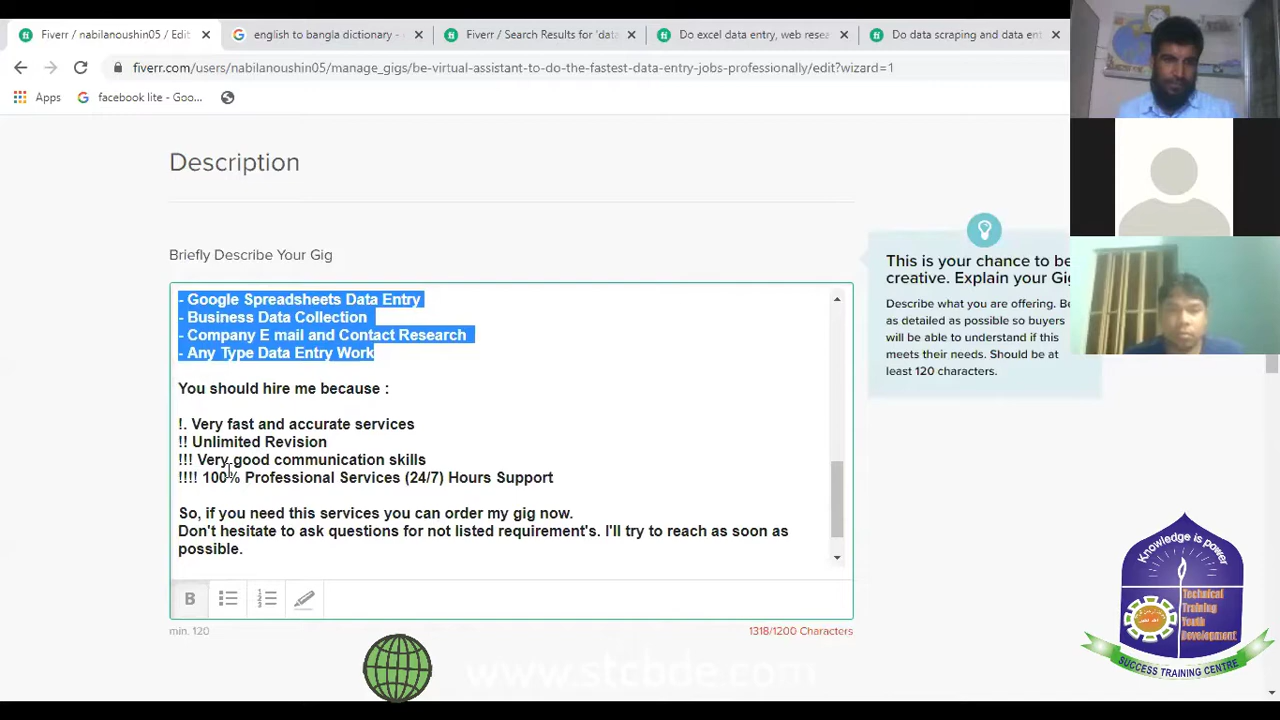 Fiverr / nabilanoushin05 / Edit
english to bangla dictionary -
Fiverr / Search Results for 'data
Do excel data entry, web resea
Do data scraping and data ent
fiverr.com/users/nabilanoushin05/manage_gigs/be-virtual-assistant-to-do-the-fastest-data-entry-jobs-professionally/edit?wizard=1
Apps
facebook lite - Goo...
Description
Briefly Describe Your Gig
- Google Spreadsheets Data Entry
- Business Data Collection
- Company E mail and Contact Research
- Any Type Data Entry Work
You should hire me because :
!. Very fast and accurate services
!! Unlimited Revision
!!! Very good communication skills
!!!! 100% Professional Services (24/7) Hours Support
So, if you need this services you can order my gig now.
Don't hesitate to ask questions for not listed requirement's. I'll try to reach as soon as
possible.
B
min. 120
1318/1200 Characters
This is your chance to be
creative. Explain your Gig
Describe what you are offering. Be
as detailed as possible so buyers
will be able to understand if this
meets their needs. Should be at
least 120 characters.
www.stcbde.com
Knowledge is power
Technical
Training
Youth
Development
SUCCESS TRAINING CENTRE